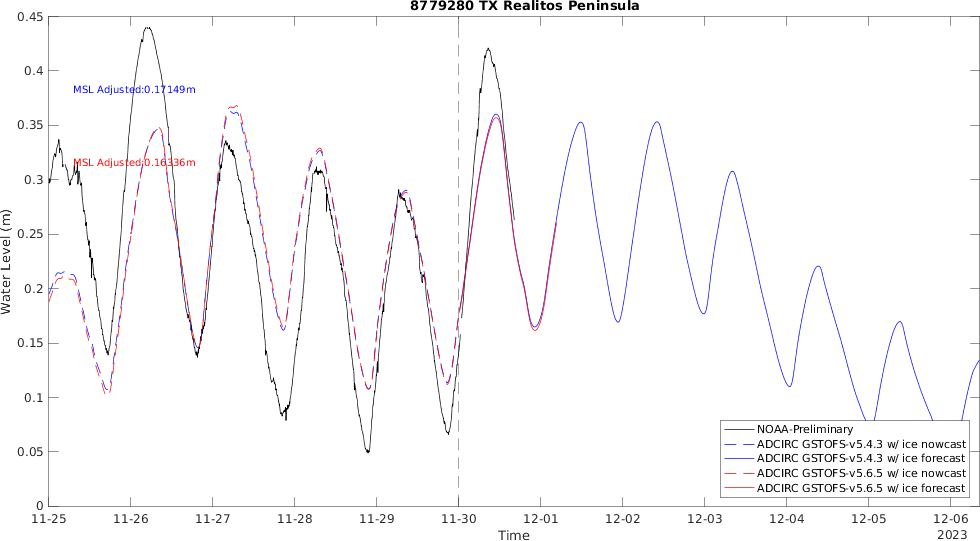 8779280 TX Realitos Peninsula
0.45
0.4
0.35
0.3
0.25
0.2
0.15
0.1
0.05
0
Water Level (m)
MSL Adjusted:0.17149m
MSL Adjusted:0.16336m
NOAA-Preliminary
ADCIRC GSTOFS-v5.4.3 w/ ice nowcast
ADCIRC GSTOFS-v5.4.3 w/ ice forecast
ADCIRC GSTOFS-v5.6.5 w/ ice nowcast
ADCIRC GSTOFS-v5.6.5 w/ ice forecast
11-25 11-26 11-27 11-28 11-29 11-30 12-01 12-02 12-03 12-04 12-05 12-06
Time
2023